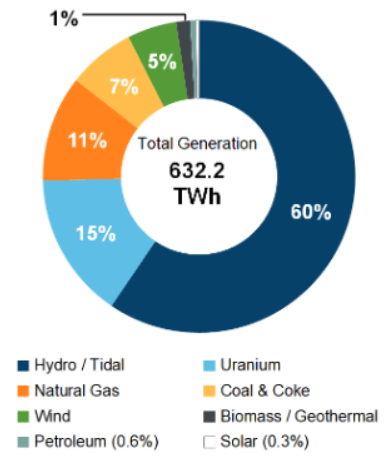 1%
5%
7%
11%
Total Generation
632.2
TWh
60%
15%
Hydro / Tidal
Uranium
Natural Gas
Coal & Coke
Wind
Biomass / Geothermal
Petroleum (0.6%)
Solar (0.3%)